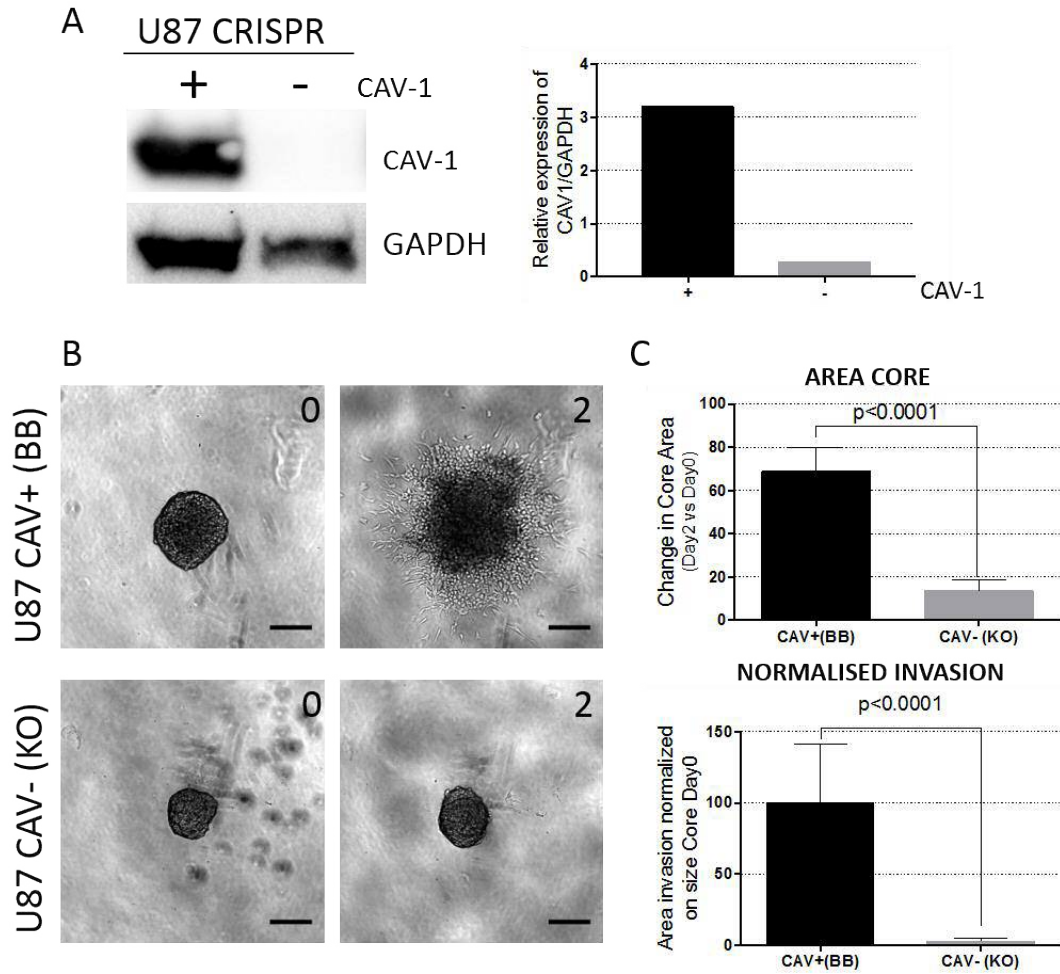 A
U87 CRISPR
+ - CAV-1
CAV-1
GAPDH
Relative expression of
CAV1/GAPDH
4
3
2
1
0
+ - CAV-1
B
U87 CAV+ (BB)
0
2
U87 CAV- (KO)
0
2
C
AREA CORE
p<0.0001
Change in Core Area
(Day2 vs Day0)
100
80
60
40
20
0
CAV+(BB) CAV- (KO)
NORMALISED INVASION
p<0.0001
Area invasion normalized
on size Core Day0
150
100
50
0
CAV+(BB) CAV- (KO)